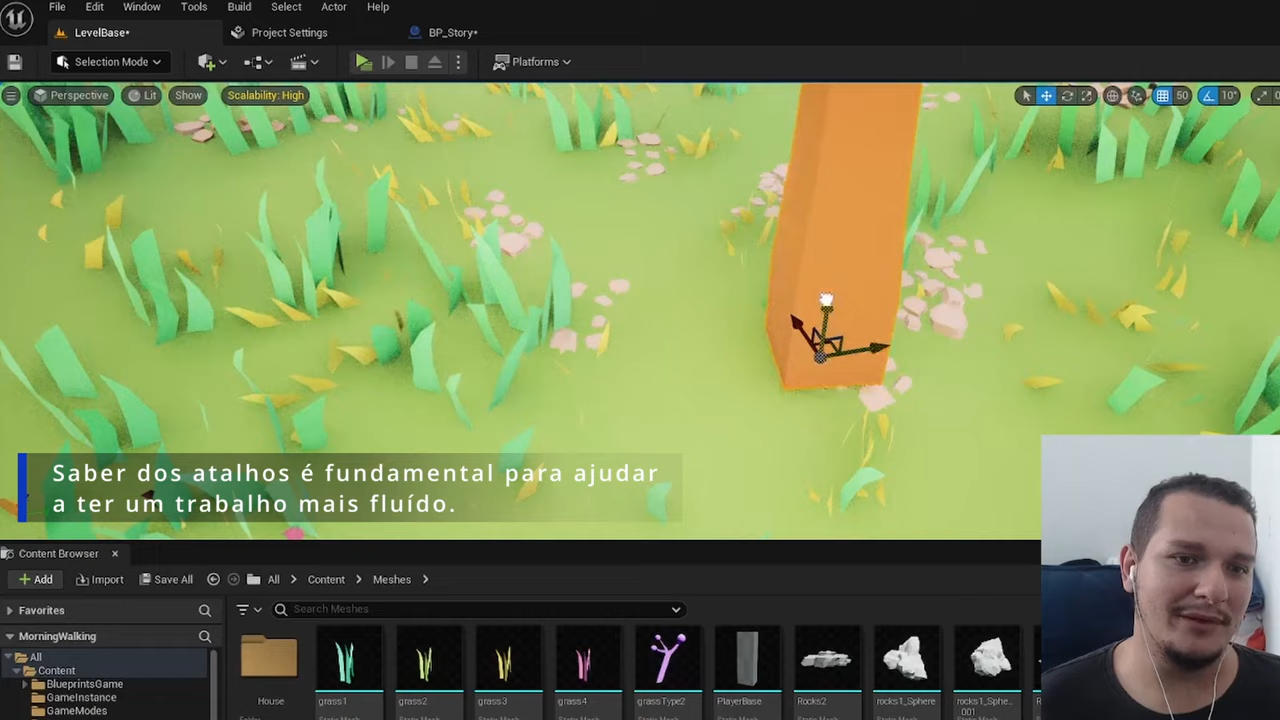 File Edit Window Tools Build Select Actor Help
LevelBase* Project Settings BP_Story*
Selection Mode Platforms
Perspective Lit Show Scalability: High 50 10° 0
Saber dos atalhos é fundamental para ajudar
a ter um trabalho mais fluído.
Content Browser
Add Import Save All All Content Meshes
Favorites Search Meshes
MorningWalking
All
Content
BlueprintsGame
GameInstance
GameModes
House grass1 grass2 grass3 grass4 grassType2 PlayerBase Rocks2 rocks1_Sphere rocks1_Sphe...
001